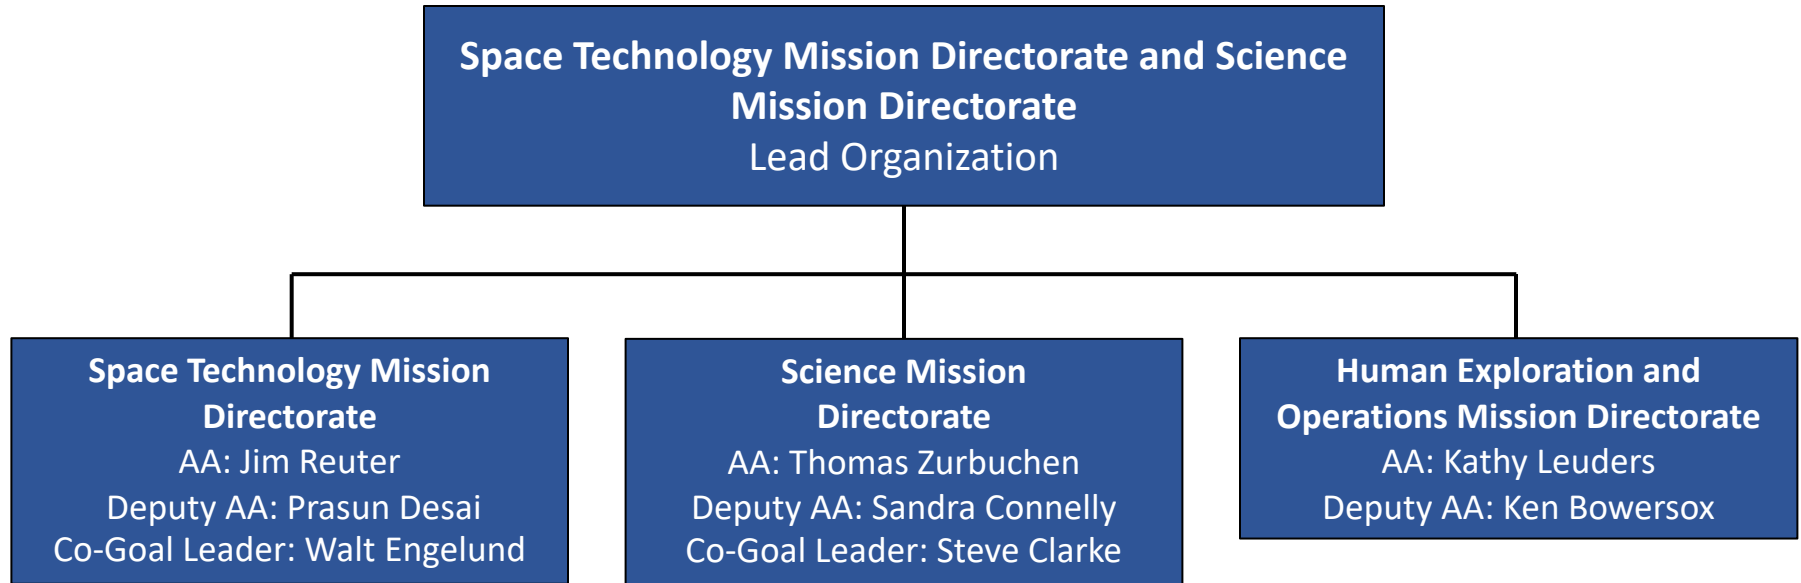 Space Technology Mission Directorate and Science
Mission Directorate
Lead Organization
Space Technology Mission
Directorate
AA: Jim Reuter
Deputy AA: Prasun Desai
Co-Goal Leader: Walt Engelund
Science Mission
Directorate
AA: Thomas Zurbuchen
Deputy AA: Sandra Connelly
Co-Goal Leader: Steve Clarke
Human Exploration and
Operations Mission Directorate
AA: Kathy Leuders
Deputy AA: Ken Bowersox